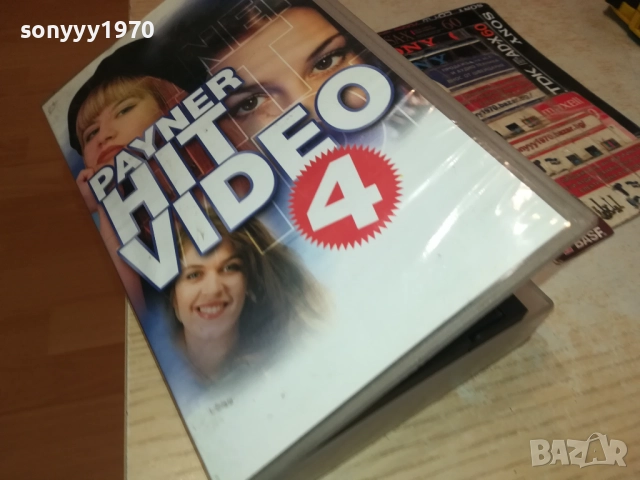 sonyyy1970
PAYNER
HIT
VIDEO
4
TDK
SONY
BASF
BAZAR